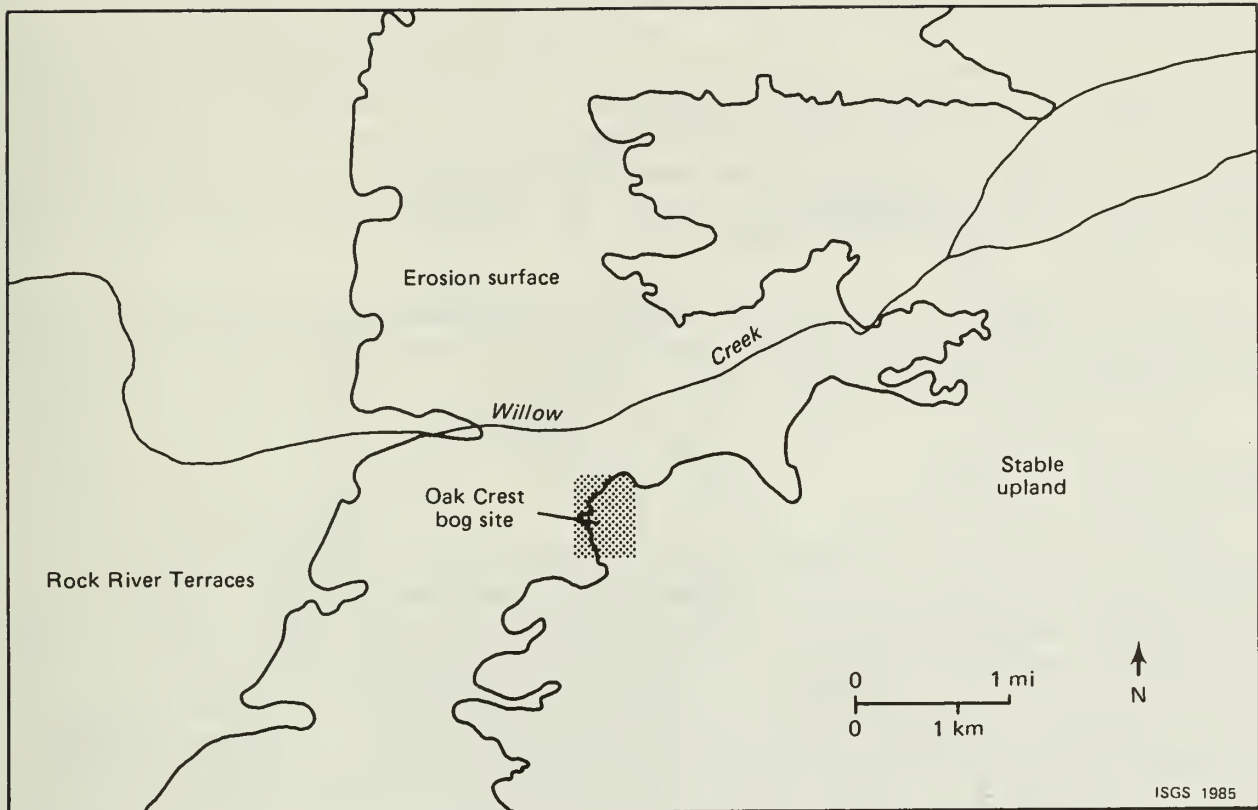 Erosion surface
Creek
Willow
Oak Crest
bog site
Stable
upland
Rock River Terraces
0 1 mi
0 1 km
N
ISGS 1985